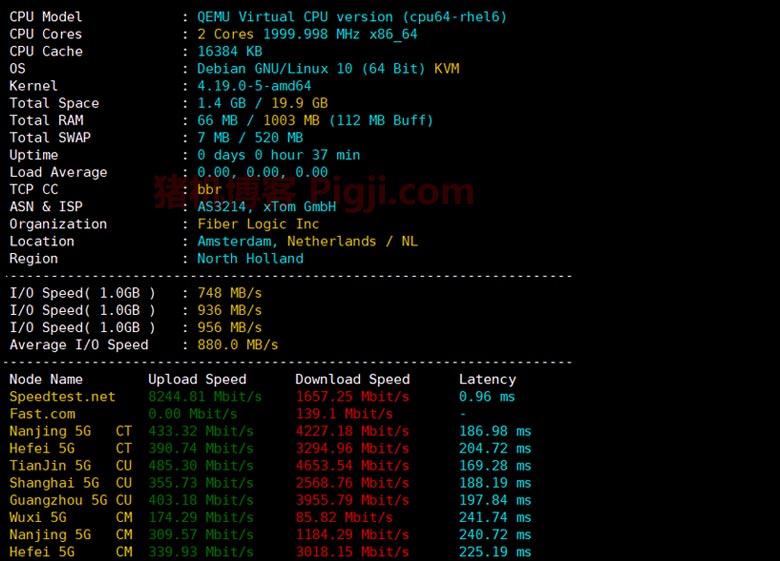 CPU Model : QEMU Virtual CPU version (cpu64-rhel6)
CPU Cores : 2 Cores 1999.998 MHz x86_64
CPU Cache : 16384 KB
OS : Debian GNU/Linux 10 (64 Bit) KVM
Kernel : 4.19.0-5-amd64
Total Space : 1.4 GB / 19.9 GB
Total RAM : 66 MB / 1003 MB (112 MB Buff)
Total SWAP : 7 MB / 520 MB
Uptime : 0 days 0 hour 37 min
Load Average : 0.00, 0.00, 0.00
TCP CC : bbr
猪机博客 Pigji.com
ASN & ISP : AS3214, xTom GmbH
Organization : Fiber Logic Inc
Location : Amsterdam, Netherlands / NL
Region : North Holland
----------------------------------------------------------------------
I/O Speed( 1.0GB ) : 748 MB/s
I/O Speed( 1.0GB ) : 936 MB/s
I/O Speed( 1.0GB ) : 956 MB/s
Average I/O Speed : 880.0 MB/s
----------------------------------------------------------------------
Node Name Upload Speed Download Speed Latency
Speedtest.net 8244.81 Mbit/s 1657.25 Mbit/s 0.96 ms
Fast.com 0.00 Mbit/s 139.1 Mbit/s -
Nanjing 5G CT 433.32 Mbit/s 4227.18 Mbit/s 186.98 ms
Hefei 5G CT 390.74 Mbit/s 3294.96 Mbit/s 204.72 ms
TianJin 5G CU 485.30 Mbit/s 4653.54 Mbit/s 169.28 ms
Shanghai 5G CU 355.73 Mbit/s 2568.76 Mbit/s 188.19 ms
Guangzhou 5G CU 403.18 Mbit/s 3955.79 Mbit/s 197.84 ms
Wuxi 5G CM 174.29 Mbit/s 85.82 Mbit/s 241.74 ms
Nanjing 5G CM 309.57 Mbit/s 1184.29 Mbit/s 240.72 ms
Hefei 5G CM 339.93 Mbit/s 3018.15 Mbit/s 225.19 ms